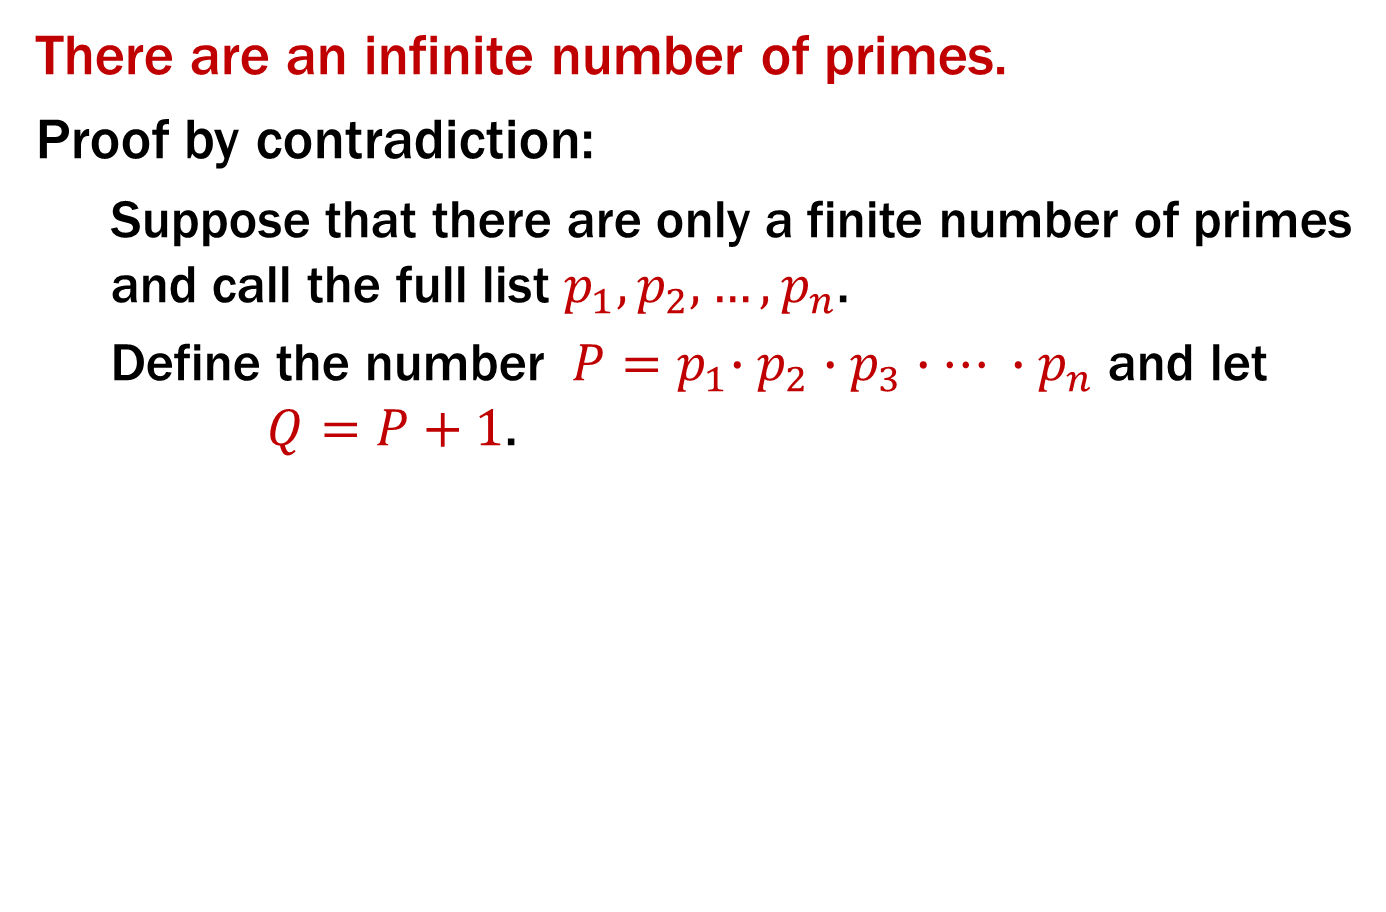 There are an infinite number of primes.
Proof by contradiction:
Suppose that there are only a finite number of primes
and call the full list p₁, p₂, … , pₙ.
Define the number P = p₁ · p₂ · p₃ · ⋯ · pₙ and let
Q = P + 1.